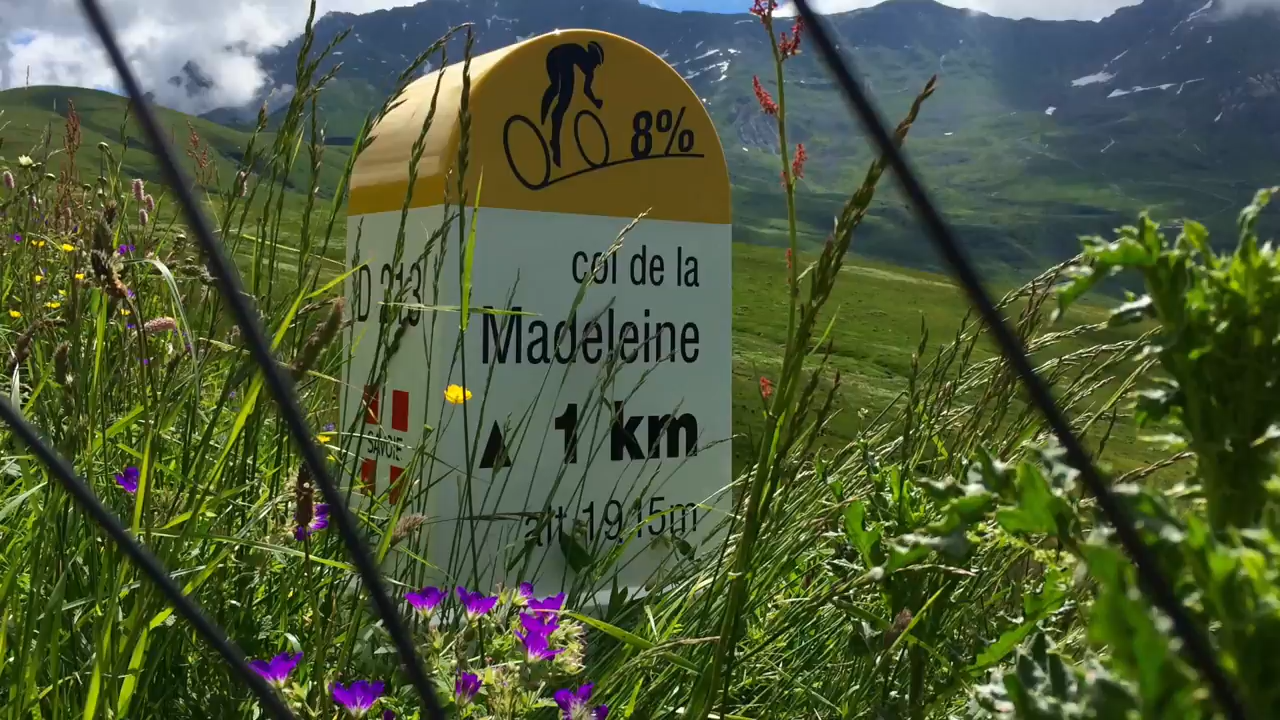 8%
col de la
Madeleine
▲ 1 km
alt 1915m
D 213
SAVOIE